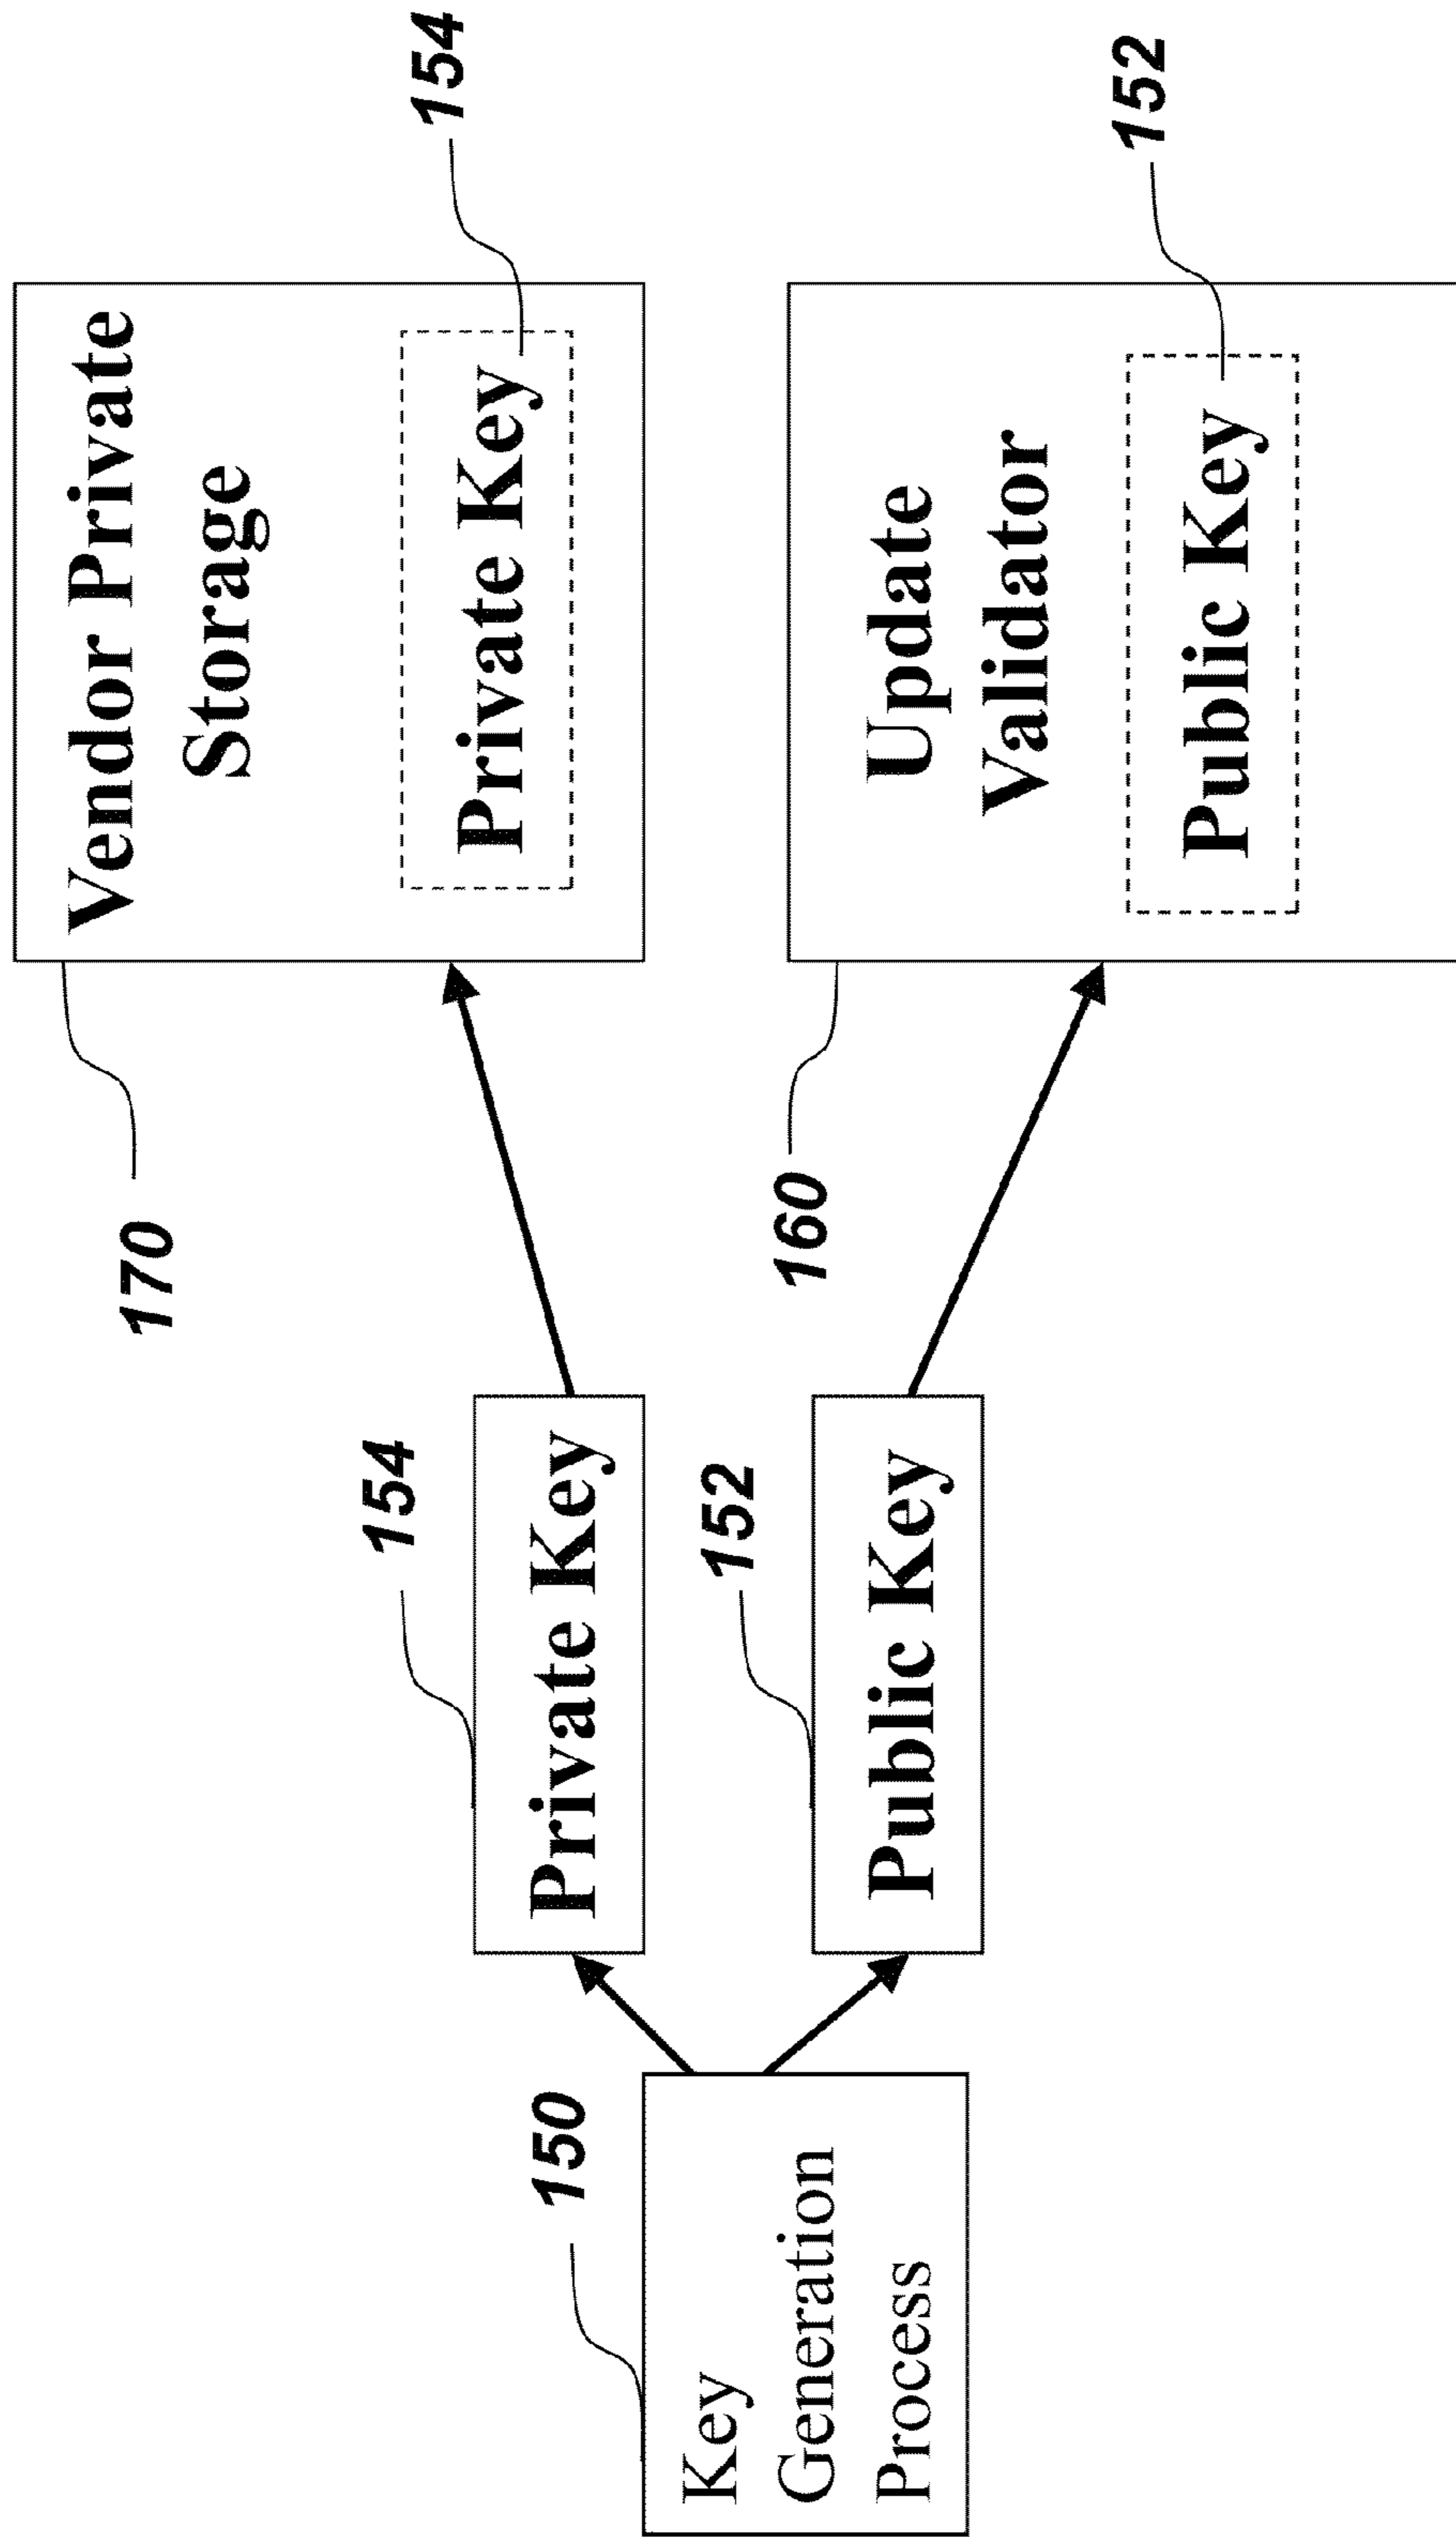 150
Key
Generation
Process
154
Private Key
152
Public Key
170
Vendor Private
Storage
Private Key
154
160
Update
Validator
Public Key
152